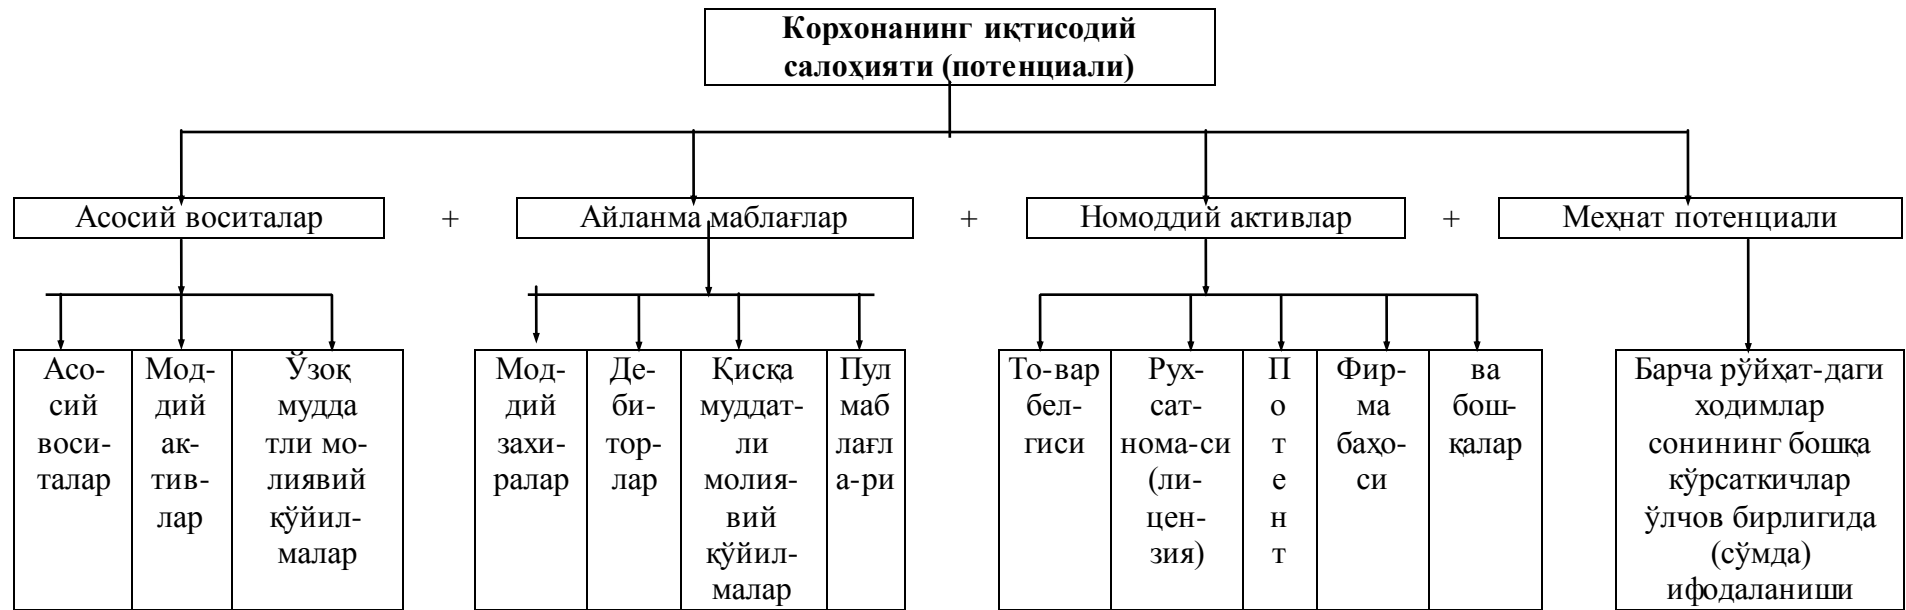 Корхонанинг иқтисодий
салоҳияти (потенциали)
Асосий воситалар
+
Айланма маблағлар
+
Номоддий активлар
+
Меҳнат потенциали
Асо-
сий
воси-
талар
Мод-
дий
ак-
тив-
лар
Ўзоқ
мудда
тли мо-
лиявий
қўйил-
малар
Мод-
дий
захи-
ралар
Де-
би-
тор-
лар
Қисқа
муддат-
ли
молия-
вий
қўйил-
малар
Пул
маб
лағл
а-ри
То-вар
бел-
гиси
Рух-
сат-
нома-си
(ли-
цен-
зия)
П
о
т
е
н
т
Фир-
ма
баҳо-
си
ва
бош-
қалар
Барча рўйҳат-даги
ходимлар
сонининг бошқа
кўрсаткичлар
ўлчов бирлигида
(сўмда)
ифодаланиши